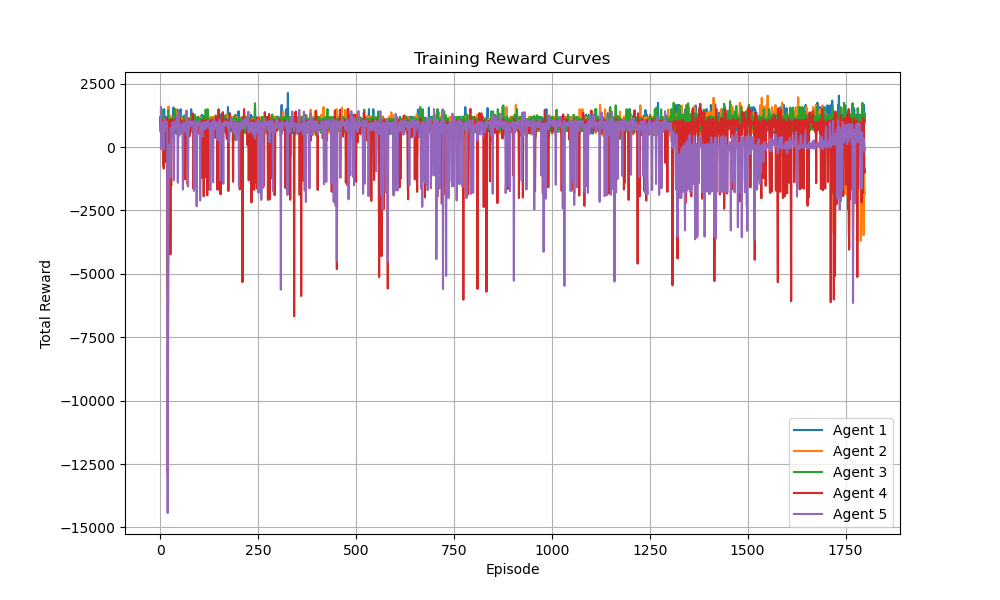 Training Reward Curves
Total Reward
2500
0
−2500
−5000
−7500
−10000
−12500
−15000
0 250 500 750 1000 1250 1500 1750
Episode
Agent 1
Agent 2
Agent 3
Agent 4
Agent 5